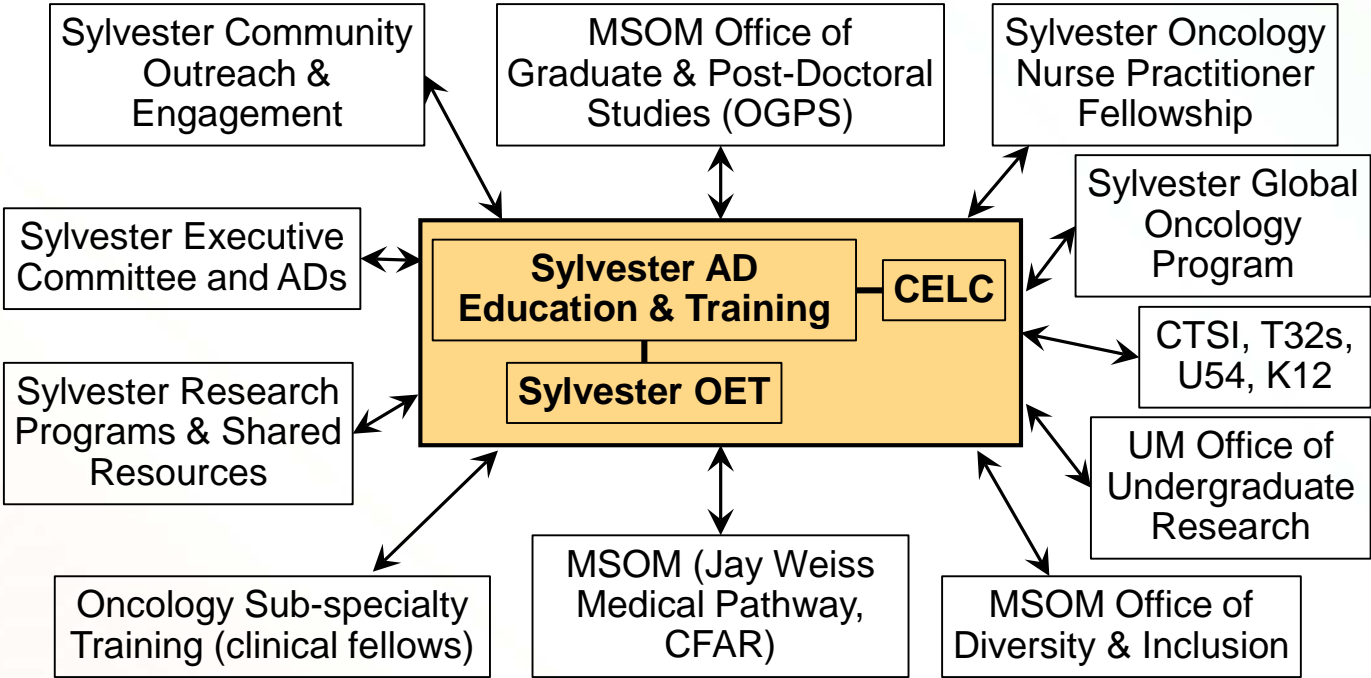 Sylvester Community
Outreach &
Engagement
MSOM Office of
Graduate & Post-Doctoral
Studies (OGPS)
Sylvester Oncology
Nurse Practitioner
Fellowship
Sylvester Global
Oncology
Program
Sylvester Executive
Committee and ADs
Sylvester AD
Education & Training
CELC
Sylvester OET
CTSI, T32s,
U54, K12
Sylvester Research
Programs & Shared
Resources
UM Office of
Undergraduate
Research
Oncology Sub-specialty
Training (clinical fellows)
MSOM (Jay Weiss
Medical Pathway,
CFAR)
MSOM Office of
Diversity & Inclusion